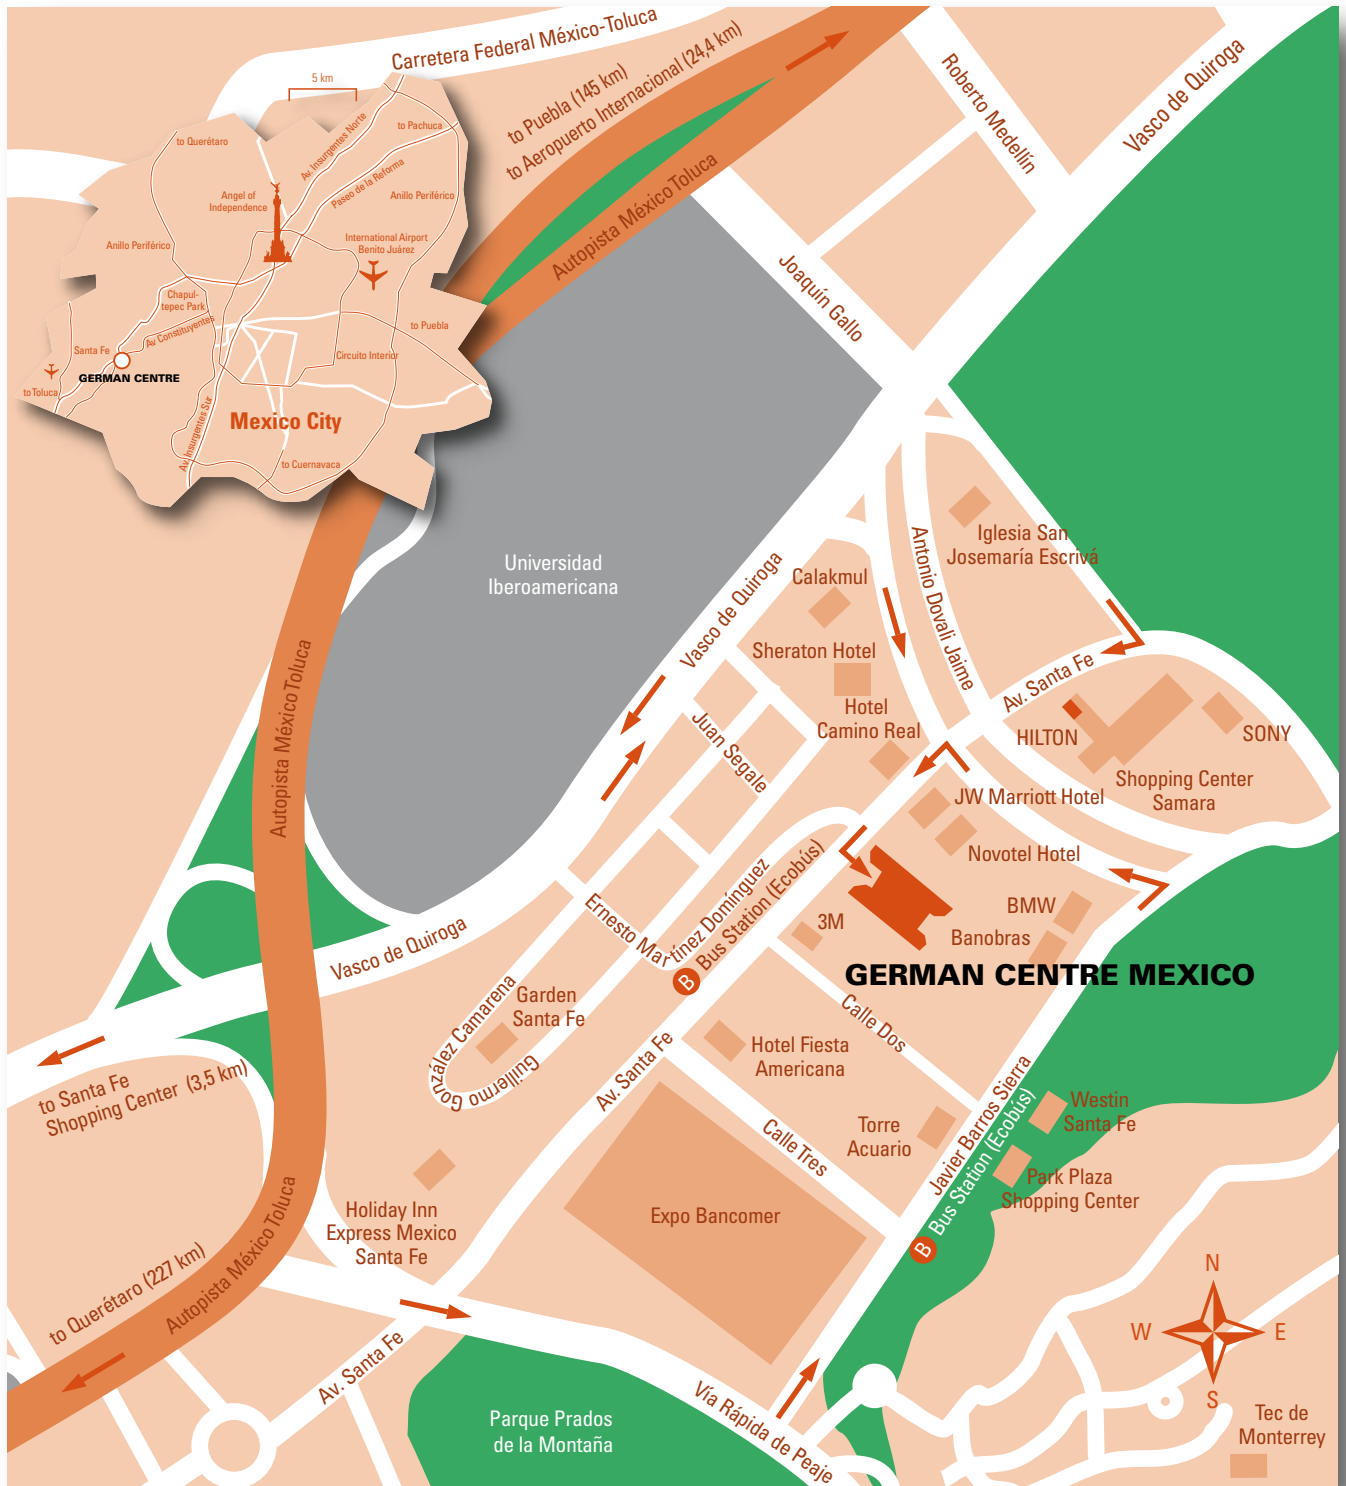 Carretera Federal México-Toluca
5 km
to Puebla (145 km)
to Aeropuerto Internacional (24,4 km)
Roberto Medellín
Vasco de Quiroga
Autopista México Toluca
Joaquín Gallo
to Querétaro
Av. Insurgentes Norte
to Pachuca
Paseo de la Reforma
Angel of
Independence
Anillo Periférico
Anillo Periférico
International Airport
Benito Juárez
Chapul-
tepec Park
Av Constituyentes
to Puebla
Santa Fe
Circuito Interior
GERMAN CENTRE
to Toluca
Av. Insurgentes Sur
Mexico City
to Cuernavaca
Universidad
Iberoamericana
Iglesia San
Josemaría Escrivá
Calakmul
Antonio Dovali Jaime
Vasco de Quiroga
Sheraton Hotel
Av. Santa Fe
Hotel
Camino Real
HILTON
SONY
Juan Segale
Shopping Center
Samara
JW Marriott Hotel
Autopista México Toluca
Novotel Hotel
Bus Station (Ecobús)
Ernesto Martínez Domínguez
BMW
3M
Banobras
Vasco de Quiroga
B
GERMAN CENTRE MEXICO
Garden
Santa Fe
Guillermo González Camarena
Calle Dos
Av. Santa Fe
Hotel Fiesta
Americana
to Santa Fe
Shopping Center (3,5 km)
Javier Barros Sierra
Bus Station (Ecobús)
Westin
Santa Fe
Torre
Acuario
Calle Tres
Park Plaza
Shopping Center
Holiday Inn
Express Mexico
Santa Fe
Expo Bancomer
B
to Querétaro (227 km)
Autopista México Toluca
N
W
E
S
Av. Santa Fe
Vía Rápida de Peaje
Parque Prados
de la Montaña
Tec de
Monterrey